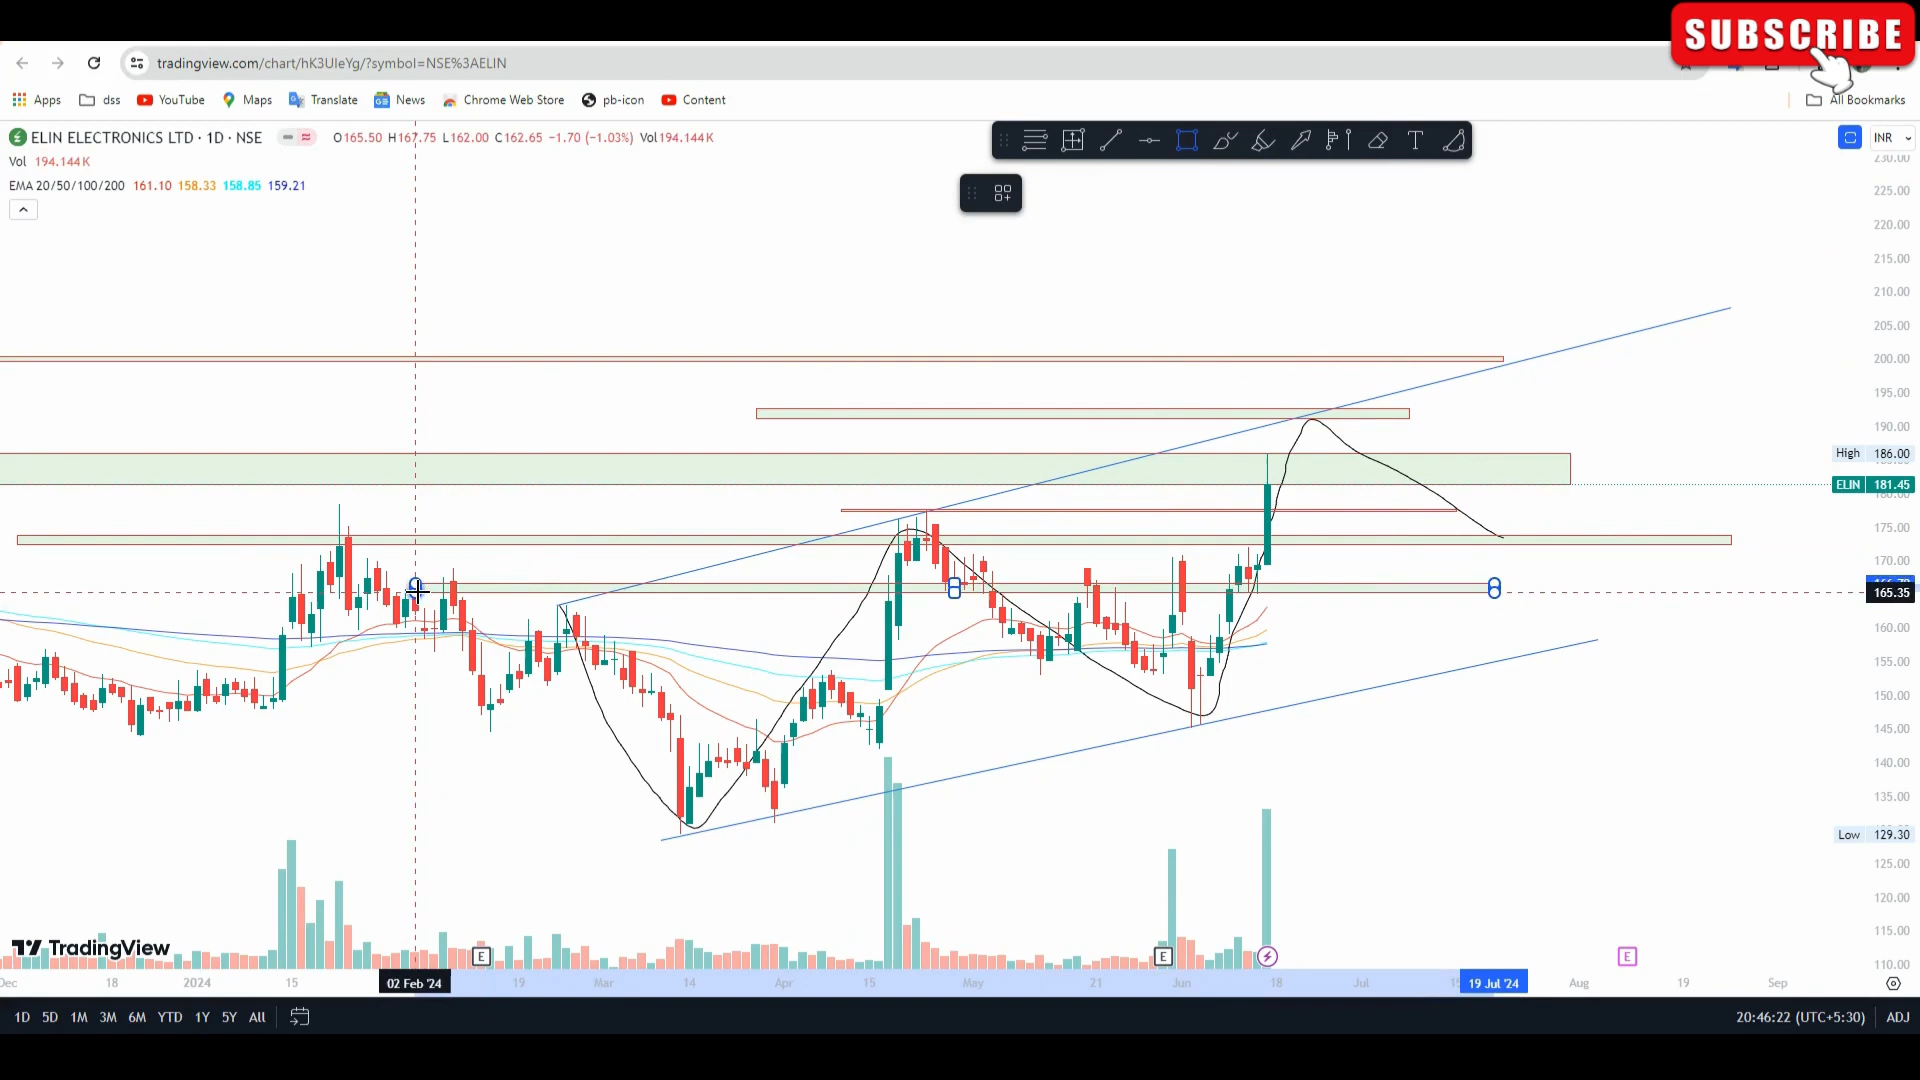 SUBSCRIBE
tradingview.com/chart/hK3UIeYg/?symbol=NSE%3AELIN
Apps dss YouTube Maps Translate News Chrome Web Store pb-icon Content All Bookmarks
ELIN ELECTRONICS LTD · 1D · NSE O165.50 H167.75 L162.00 C162.65 −1.70 (−1.03%) Vol194.144K
INR
Vol 194.144K
EMA 20/50/100/200 161.10 158.33 158.85 159.21
230.00
225.00
220.00
215.00
210.00
205.00
200.00
195.00
190.00
High 186.00
ELIN 181.45
180.00
175.00
170.00
165.35
160.00
155.00
150.00
145.00
140.00
135.00
Low 129.30
125.00
120.00
115.00
110.00
TradingView
E E E
Dec 18 2024 15 02 Feb '24 19 Mar 14 Apr 15 May 21 Jun 18 Jul 19 Jul '24 Aug 19 Sep
1D 5D 1M 3M 6M YTD 1Y 5Y All 20:46:22 (UTC+5:30) ADJ